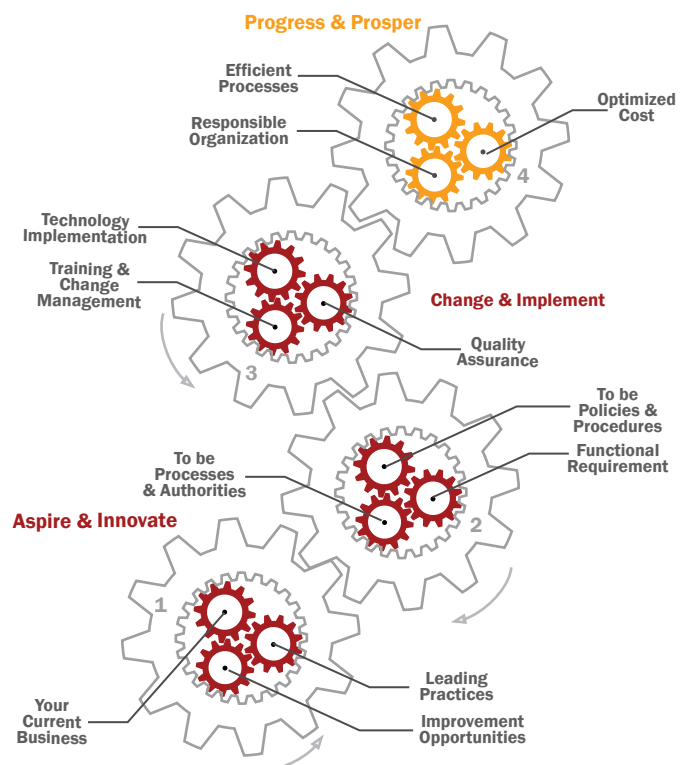 Progress & Prosper
Efficient
Processes
Optimized
Cost
Responsible
Organization
4
Technology
Implementation
Training &
Change
Management
Change & Implement
Quality
Assurance
3
To be
Policies &
Procedures
To be
Processes
& Authorities
Functional
Requirement
2
Aspire & Innovate
1
Leading
Practices
Your
Current
Business
Improvement
Opportunities